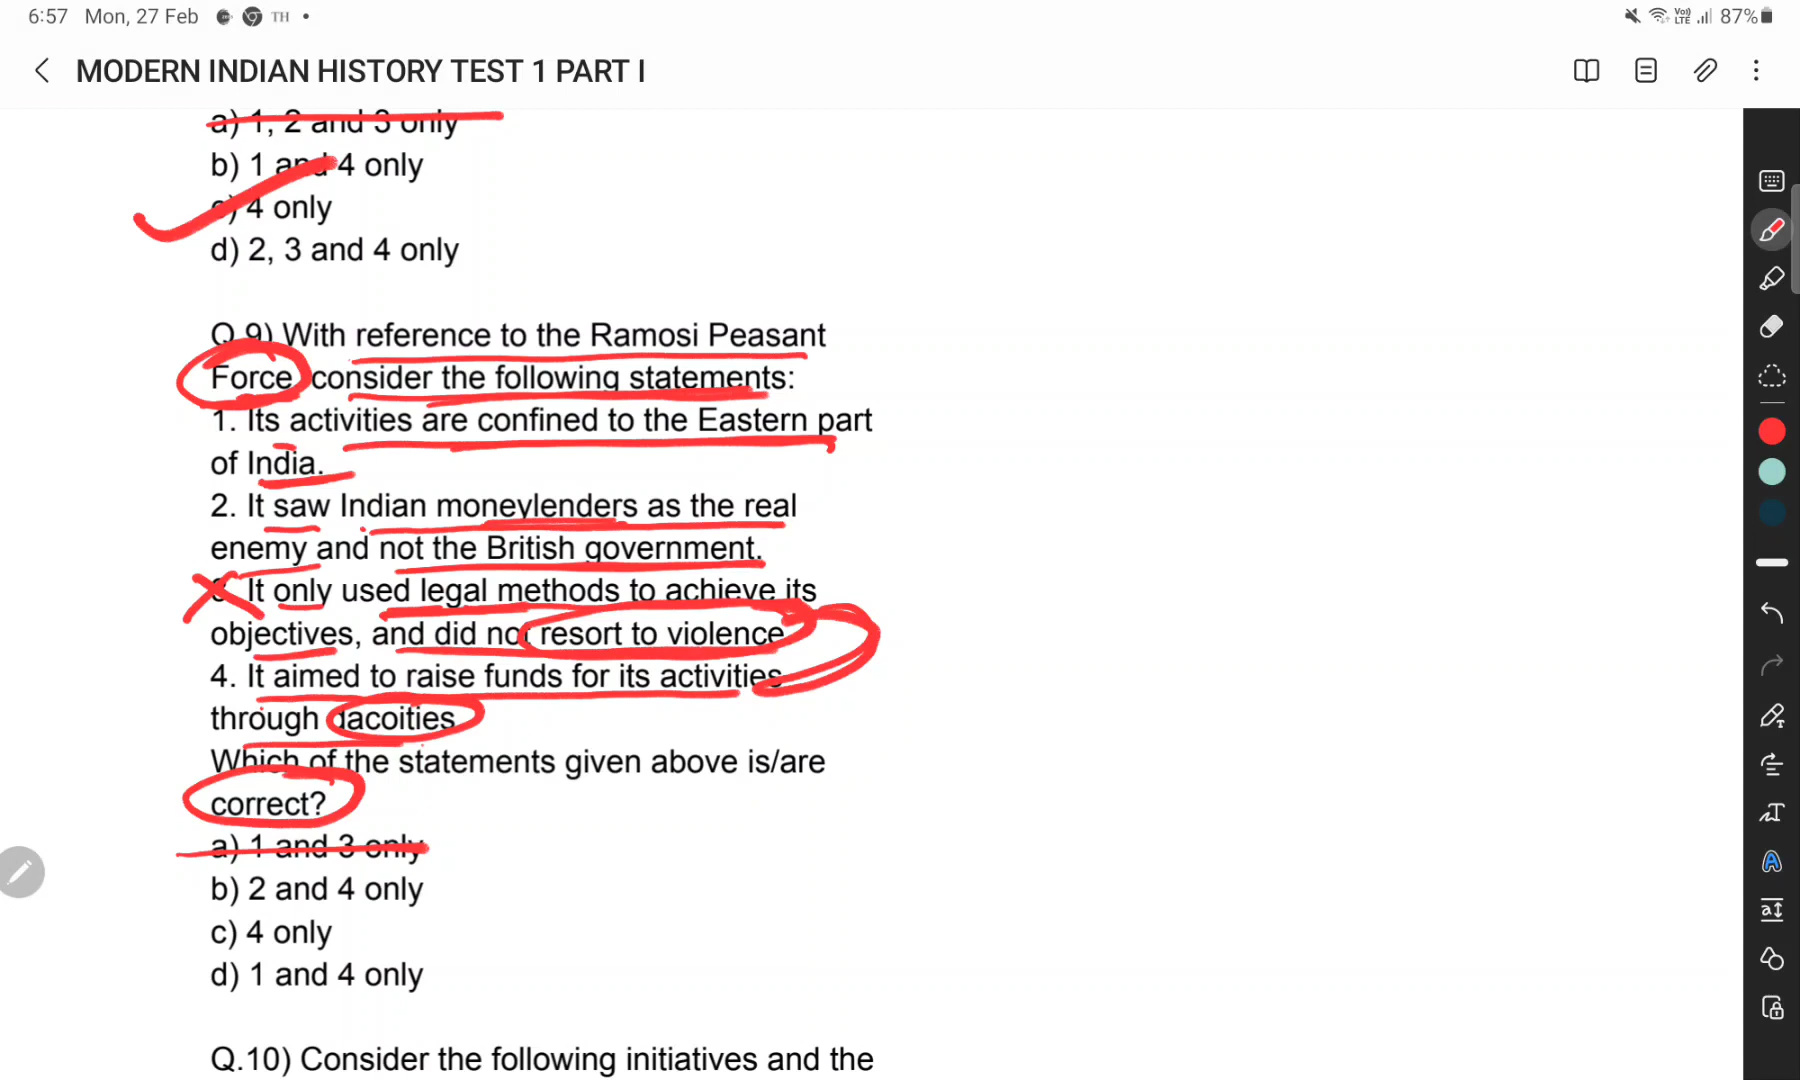 6:57 Mon, 27 Feb TH •
Vo) LTE 87%
MODERN INDIAN HISTORY TEST 1 PART I
a) 1, 2 and 3 only
b) 1 and 4 only
c) 4 only
d) 2, 3 and 4 only
Q.9) With reference to the Ramosi Peasant
Force consider the following statements:
1. Its activities are confined to the Eastern part
of India.
2. It saw Indian moneylenders as the real
enemy and not the British government.
3. It only used legal methods to achieve its
objectives, and did not resort to violence
4. It aimed to raise funds for its activities
through dacoities
Which of the statements given above is/are
correct?
a) 1 and 3 only
b) 2 and 4 only
c) 4 only
d) 1 and 4 only
Q.10) Consider the following initiatives and the